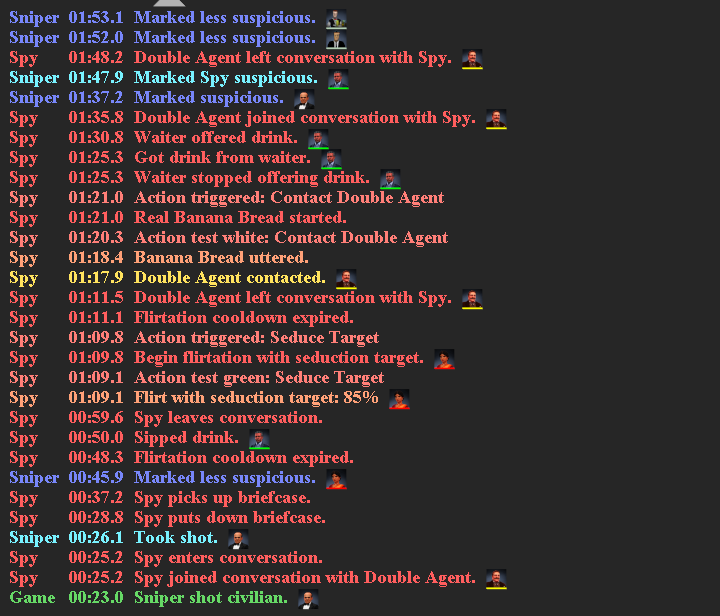 Sniper 01:53.1 Marked less suspicious.
Sniper 01:52.0 Marked less suspicious.
Spy 01:48.2 Double Agent left conversation with Spy.
Sniper 01:47.9 Marked Spy suspicious.
Sniper 01:37.2 Marked suspicious.
Spy 01:35.8 Double Agent joined conversation with Spy.
Spy 01:30.8 Waiter offered drink.
Spy 01:25.3 Got drink from waiter.
Spy 01:25.3 Waiter stopped offering drink.
Spy 01:21.0 Action triggered: Contact Double Agent
Spy 01:21.0 Real Banana Bread started.
Spy 01:20.3 Action test white: Contact Double Agent
Spy 01:18.4 Banana Bread uttered.
Spy 01:17.9 Double Agent contacted.
Spy 01:11.5 Double Agent left conversation with Spy.
Spy 01:11.1 Flirtation cooldown expired.
Spy 01:09.8 Action triggered: Seduce Target
Spy 01:09.8 Begin flirtation with seduction target.
Spy 01:09.1 Action test green: Seduce Target
Spy 01:09.1 Flirt with seduction target: 85%
Spy 00:59.6 Spy leaves conversation.
Spy 00:50.0 Sipped drink.
Spy 00:48.3 Flirtation cooldown expired.
Sniper 00:45.9 Marked less suspicious.
Spy 00:37.2 Spy picks up briefcase.
Spy 00:28.8 Spy puts down briefcase.
Sniper 00:26.1 Took shot.
Spy 00:25.2 Spy enters conversation.
Spy 00:25.2 Spy joined conversation with Double Agent.
Game 00:23.0 Sniper shot civilian.